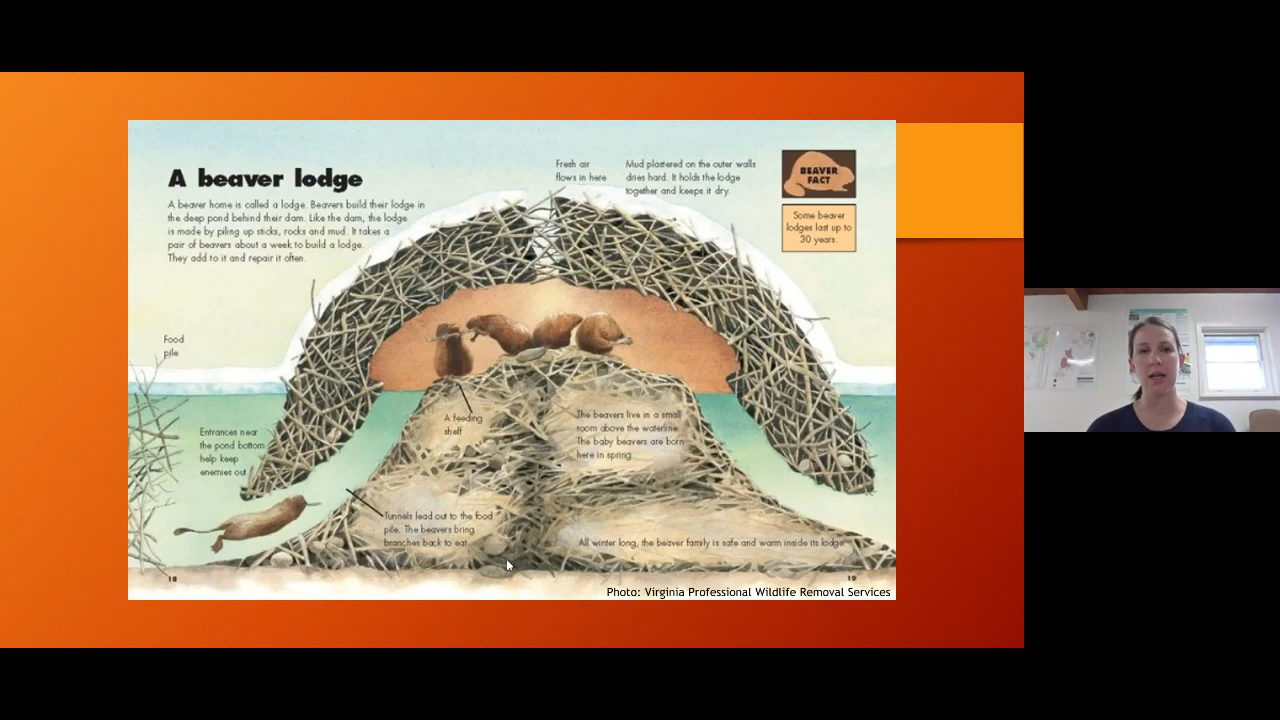 A beaver lodge
A beaver home is called a lodge. Beavers build their lodge in
the deep pond behind their dam. Like the dam, the lodge
is made by piling up sticks, rocks and mud. It takes a
pair of beavers about a week to build a lodge.
They add to it and repair it often.
Fresh air
flows in here
Mud plastered on the outer walls
dries hard. It holds the lodge
together and keeps it dry.
BEAVER
FACT
Some beaver
lodges last up to
30 years.
Food
pile
Entrances near
the pond bottom
help keep
enemies out.
A feeding
shelf
The beavers live in a small
room above the waterline.
The baby beavers are born
here in spring.
Tunnels lead out to the food
pile. The beavers bring
branches back to eat.
All winter long, the beaver family is safe and warm inside its lodge.
18
19
Photo: Virginia Professional Wildlife Removal Services